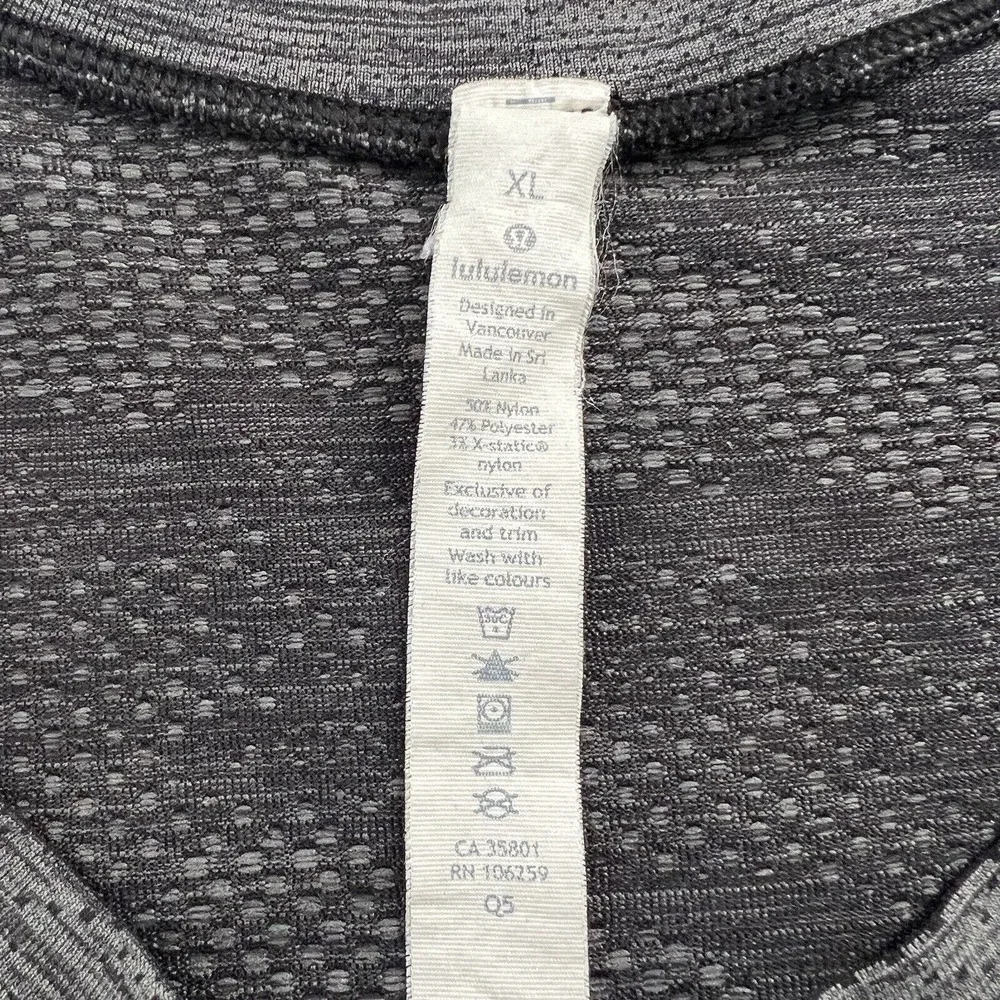 XL
lululemon
Designed in
Vancouver
Made in Sri
Lanka
50% Nylon
47% Polyester
3% X-static®
nylon
Exclusive of
decoration
and trim
Wash with
like colours
30C
CA 35801
RN 106259
Q5